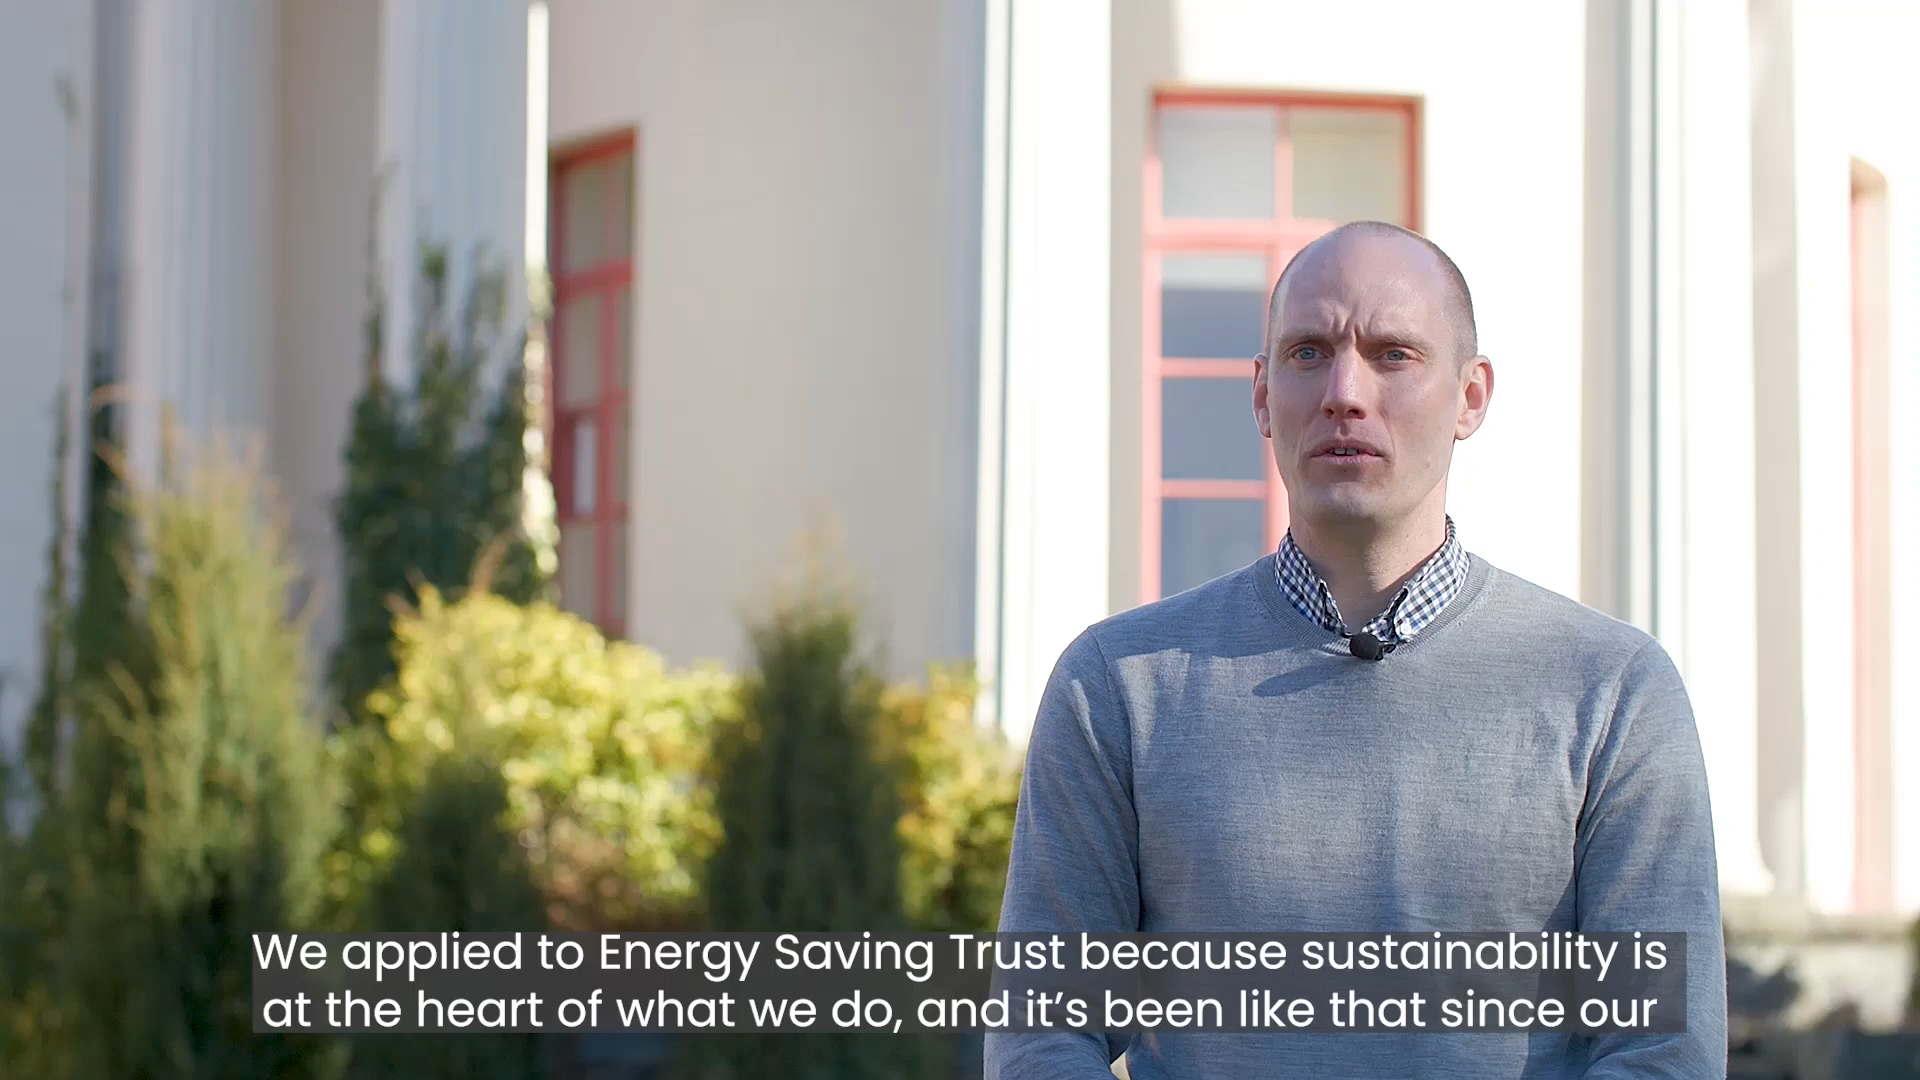 We applied to Energy Saving Trust because sustainability is
at the heart of what we do, and it’s been like that since our